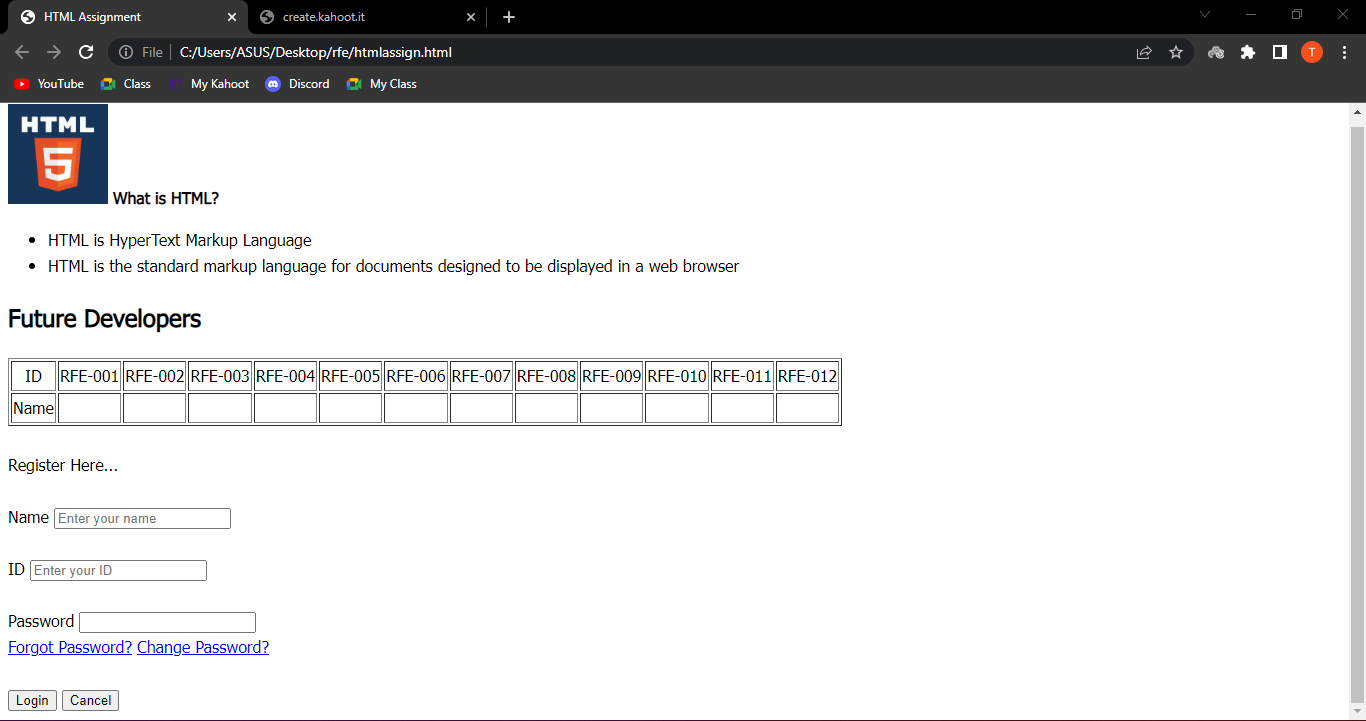 HTML Assignment
create.kahoot.it
File
C:/Users/ASUS/Desktop/rfe/htmlassign.html
T
YouTube
Class
My Kahoot
Discord
My Class
HTML
5
What is HTML?
HTML is HyperText Markup Language
HTML is the standard markup language for documents designed to be displayed in a web browser
Future Developers
ID RFE-001 RFE-002 RFE-003 RFE-004 RFE-005 RFE-006 RFE-007 RFE-008 RFE-009 RFE-010 RFE-011 RFE-012
Name
Register Here...
Name Enter your name
ID Enter your ID
Password
Forgot Password? Change Password?
Login Cancel